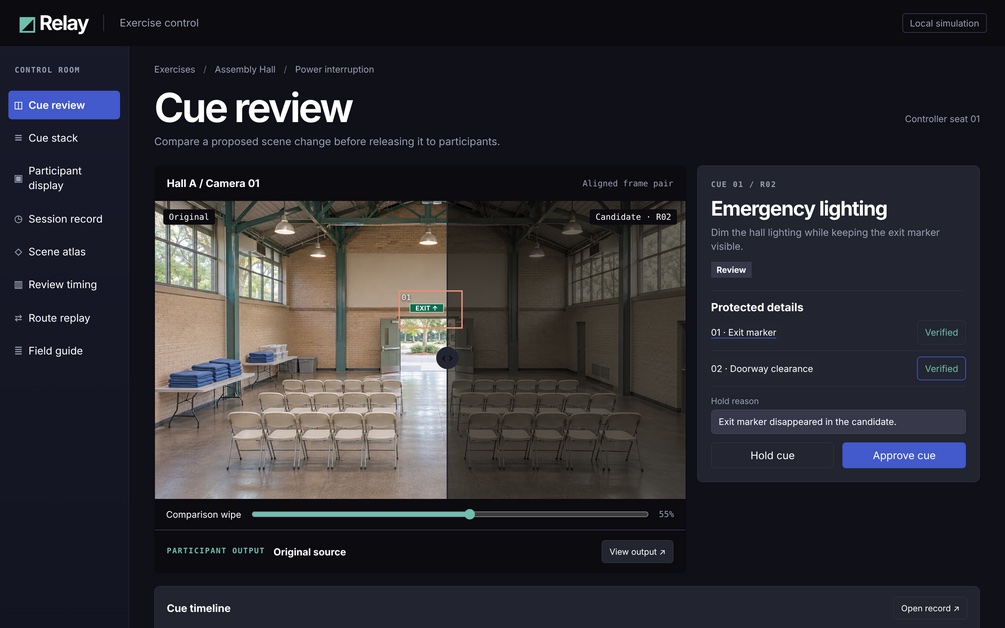 Relay
Exercise control
Local simulation
CONTROL ROOM
Cue review
Cue stack
Participant
display
Session record
Scene atlas
Review timing
Route replay
Field guide
Exercises / Assembly Hall / Power interruption
Cue review
Compare a proposed scene change before releasing it to participants.
Controller seat 01
Hall A / Camera 01
Aligned frame pair
Original
Candidate · R02
01
EXIT ↑
Comparison wipe
55%
PARTICIPANT OUTPUT Original source
View output ↗
CUE 01 / R02
Emergency lighting
Dim the hall lighting while keeping the exit marker
visible.
Review
Protected details
01 · Exit marker
Verified
02 · Doorway clearance
Verified
Hold reason
Exit marker disappeared in the candidate.
Hold cue
Approve cue
Cue timeline
Open record ↗